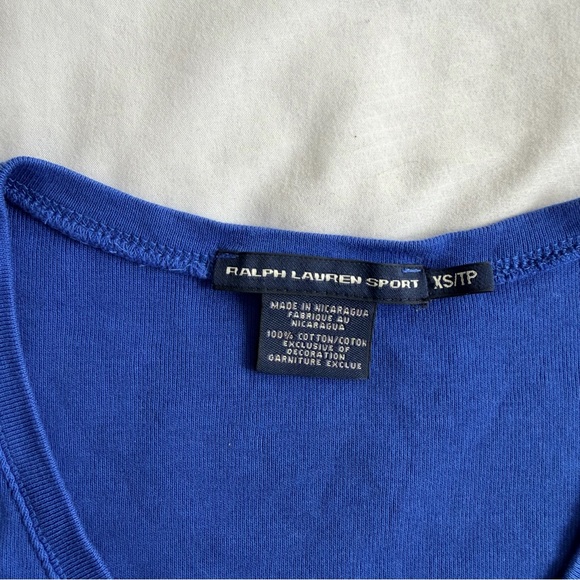 RALPH LAUREN SPORT XS/TP
MADE IN NICARAGUA
FABRIQUE AU
NICARAGUA
100% COTTON/COTON
EXCLUSIVE OF
DECORATION
GARNITURE EXCLUE